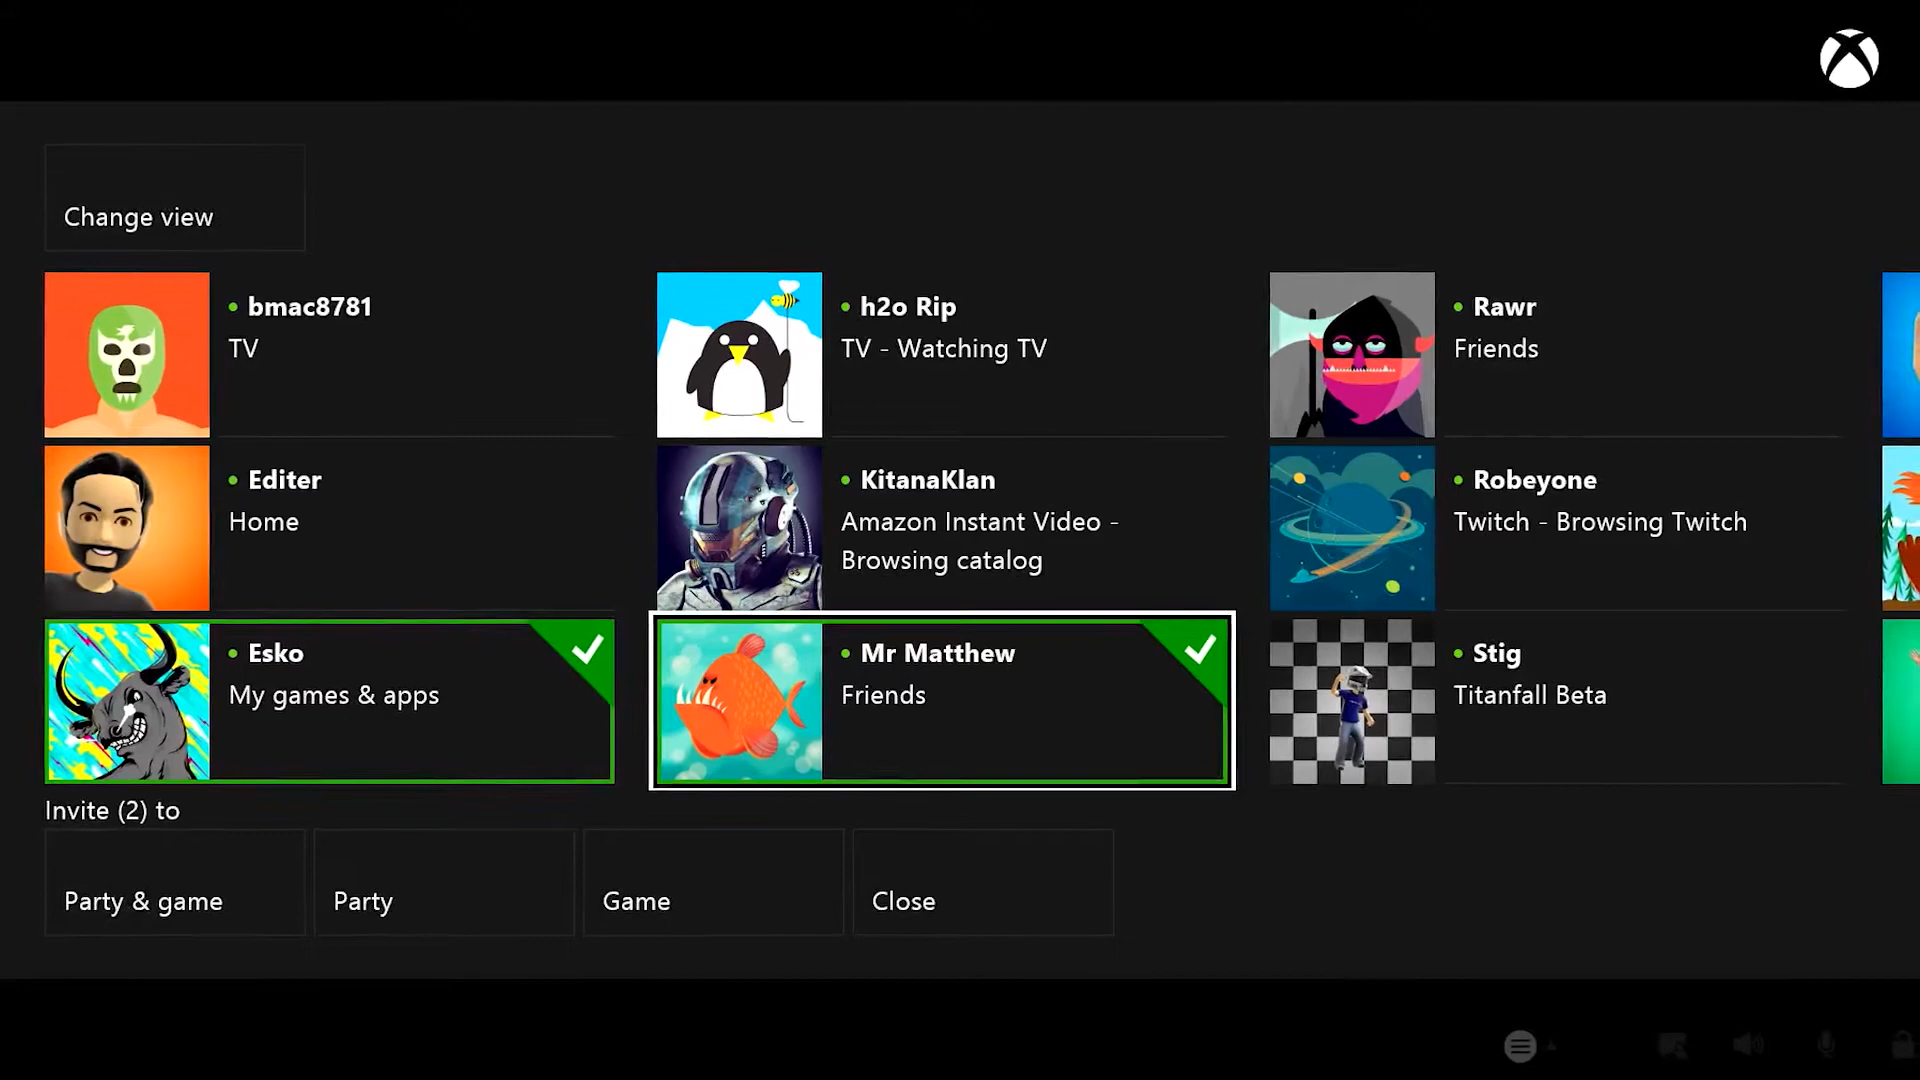 Change view
bmac8781
TV
h2o Rip
TV - Watching TV
Rawr
Friends
Editer
Home
KitanaKlan
Amazon Instant Video -
Browsing catalog
Robeyone
Twitch - Browsing Twitch
Esko
My games & apps
Mr Matthew
Friends
Stig
Titanfall Beta
Invite (2) to
Party & game
Party
Game
Close